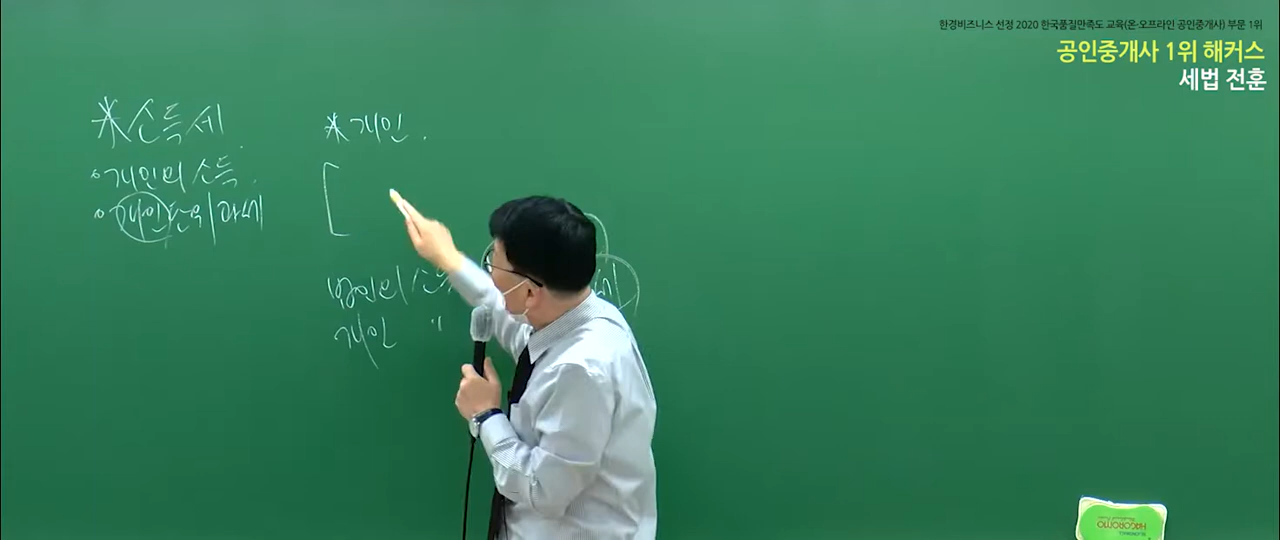 한경비즈니스 선정 2020 한국품질만족도 교육(온·오프라인 공인중개사) 부문 1위
공인중개사 1위 해커스
세법 전훈
※소득세.
◦개인의 소득.
◦개인단위과세
※개인.
[
법인의 소득
개인 〃
HAGOROMO